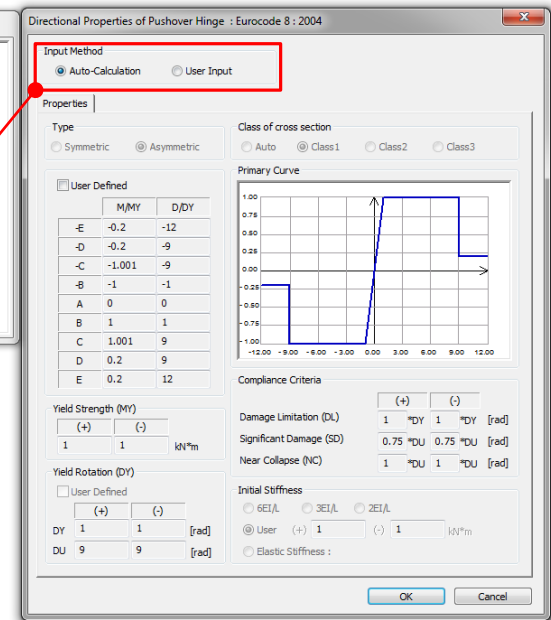 Directional Properties of Pushover Hinge : Eurocode 8 : 2004
Input Method
Auto-Calculation User Input
Properties
Type
Symmetric Asymmetric
Class of cross section
Auto Class1 Class2 Class3
User Defined
M/MY D/DY
-E -0.2 -12
-D -0.2 -9
-C -1.001 -9
-B -1 -1
A 0 0
B 1 1
C 1.001 9
D 0.2 9
E 0.2 12
Primary Curve
1.00
0.75
0.50
0.25
0.00
-0.25
-0.50
-0.75
-1.00
-12.00 -9.00 -6.00 -3.00 0.00 3.00 6.00 9.00 12.00
Yield Strength (MY)
(+) (-)
1 1 kN*m
Yield Rotation (DY)
User Defined
(+) (-)
DY 1 1 [rad]
DU 9 9 [rad]
Compliance Criteria
(+) (-)
Damage Limitation (DL) 1 *DY 1 *DY [rad]
Significant Damage (SD) 0.75 *DU 0.75 *DU [rad]
Near Collapse (NC) 1 *DU 1 *DU [rad]
Initial Stiffness
6EI/L 3EI/L 2EI/L
User (+) 1 (-) 1 kN*m
Elastic Stiffness :
OK Cancel